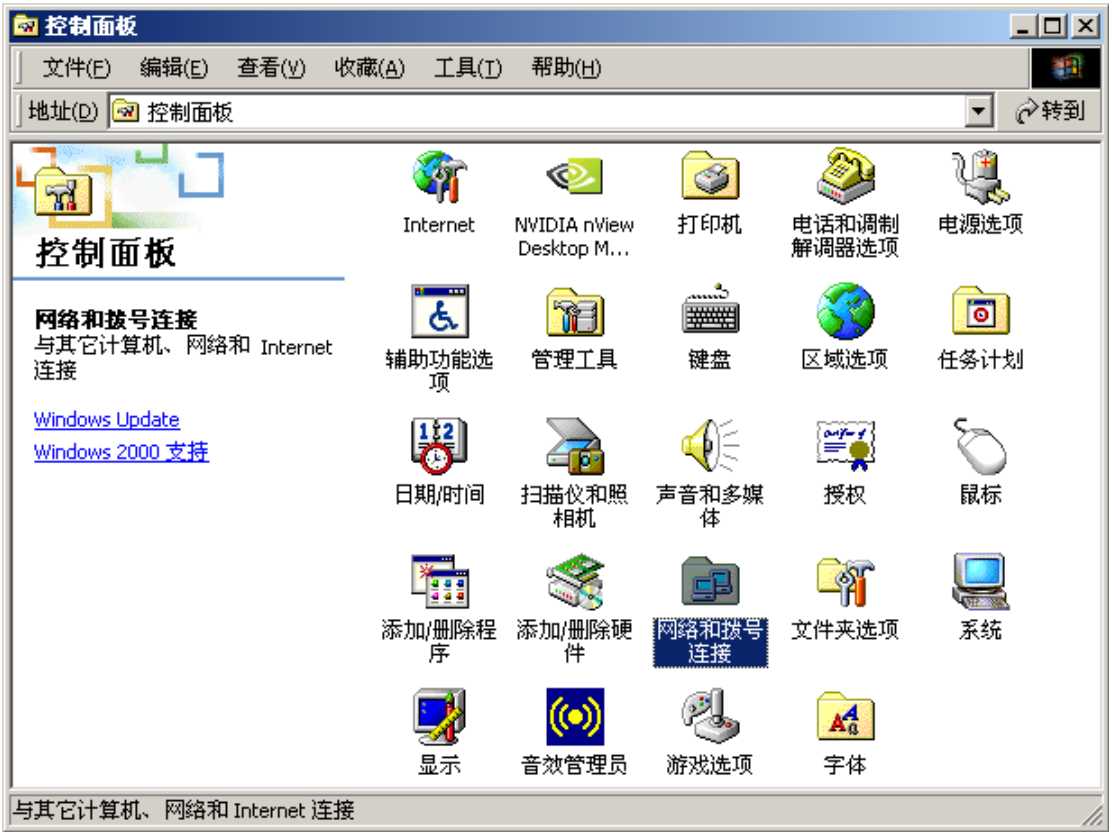 控制面板
文件(F) 编辑(E) 查看(V) 收藏(A) 工具(T) 帮助(H)
地址(D) 控制面板 转到
控制面板
网络和拨号连接
与其它计算机、网络和 Internet
连接
Windows Update
Windows 2000 支持
Internet
NVIDIA nView
Desktop M...
打印机
电话和调制
解调器选项
电源选项
辅助功能选
项
管理工具
键盘
区域选项
任务计划
日期/时间
扫描仪和照
相机
声音和多媒
体
授权
鼠标
添加/删除程
序
添加/删除硬
件
网络和拨号
连接
文件夹选项
系统
显示
音效管理员
游戏选项
字体
与其它计算机、网络和 Internet 连接